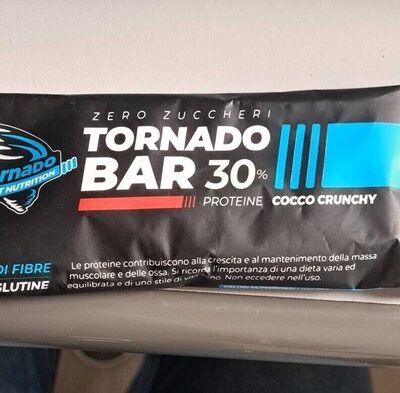 ZERO ZUCCHERI
TORNADO
BAR 30%
PROTEINE COCCO CRUNCHY
ornado
NUTRITION
DI FIBRE
GLUTINE
Le proteine contribuiscono alla crescita e al mantenimento della massa
muscolare e delle ossa. Si ricorda l'importanza di una dieta varia ed
equilibrata e di uno stile di vita sano. Non eccedere nell'uso.